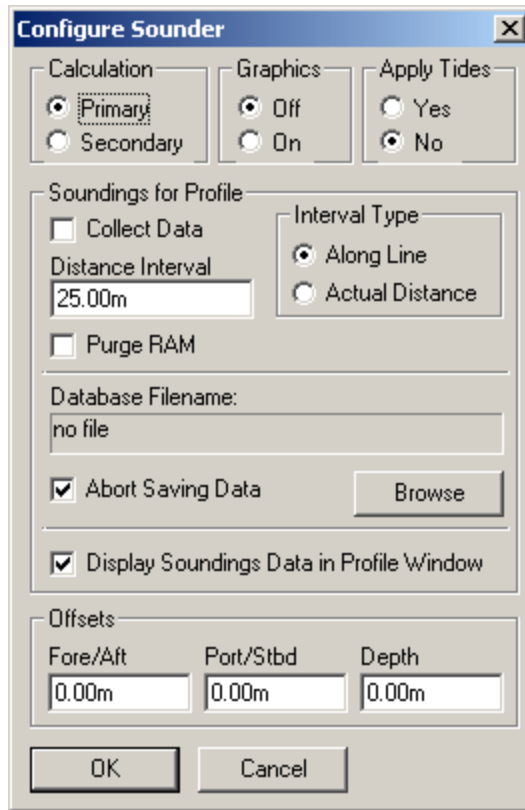 Configure Sounder
Calculation
Primary
Secondary
Graphics
Off
On
Apply Tides
Yes
No
Soundings for Profile
Collect Data
Distance Interval
25.00m
Interval Type
Along Line
Actual Distance
Purge RAM
Database Filename:
no file
Abort Saving Data
Browse
Display Soundings Data in Profile Window
Offsets
Fore/Aft
Port/Stbd
Depth
0.00m
0.00m
0.00m
OK
Cancel